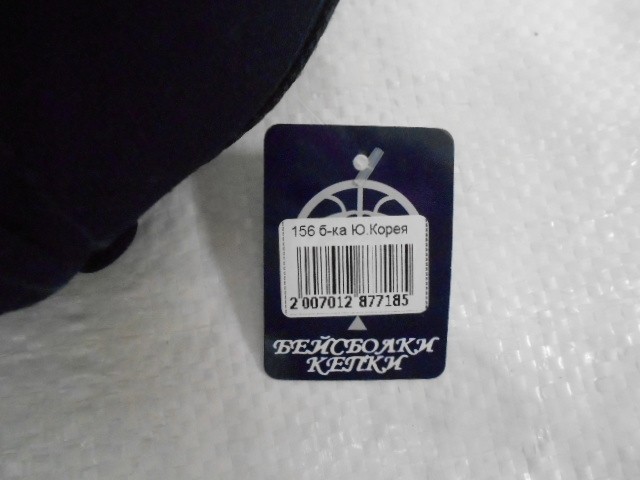 156 б-ка Ю.Корея
2 007012 877185
БЕЙСБОЛКИ
КЕПКИ